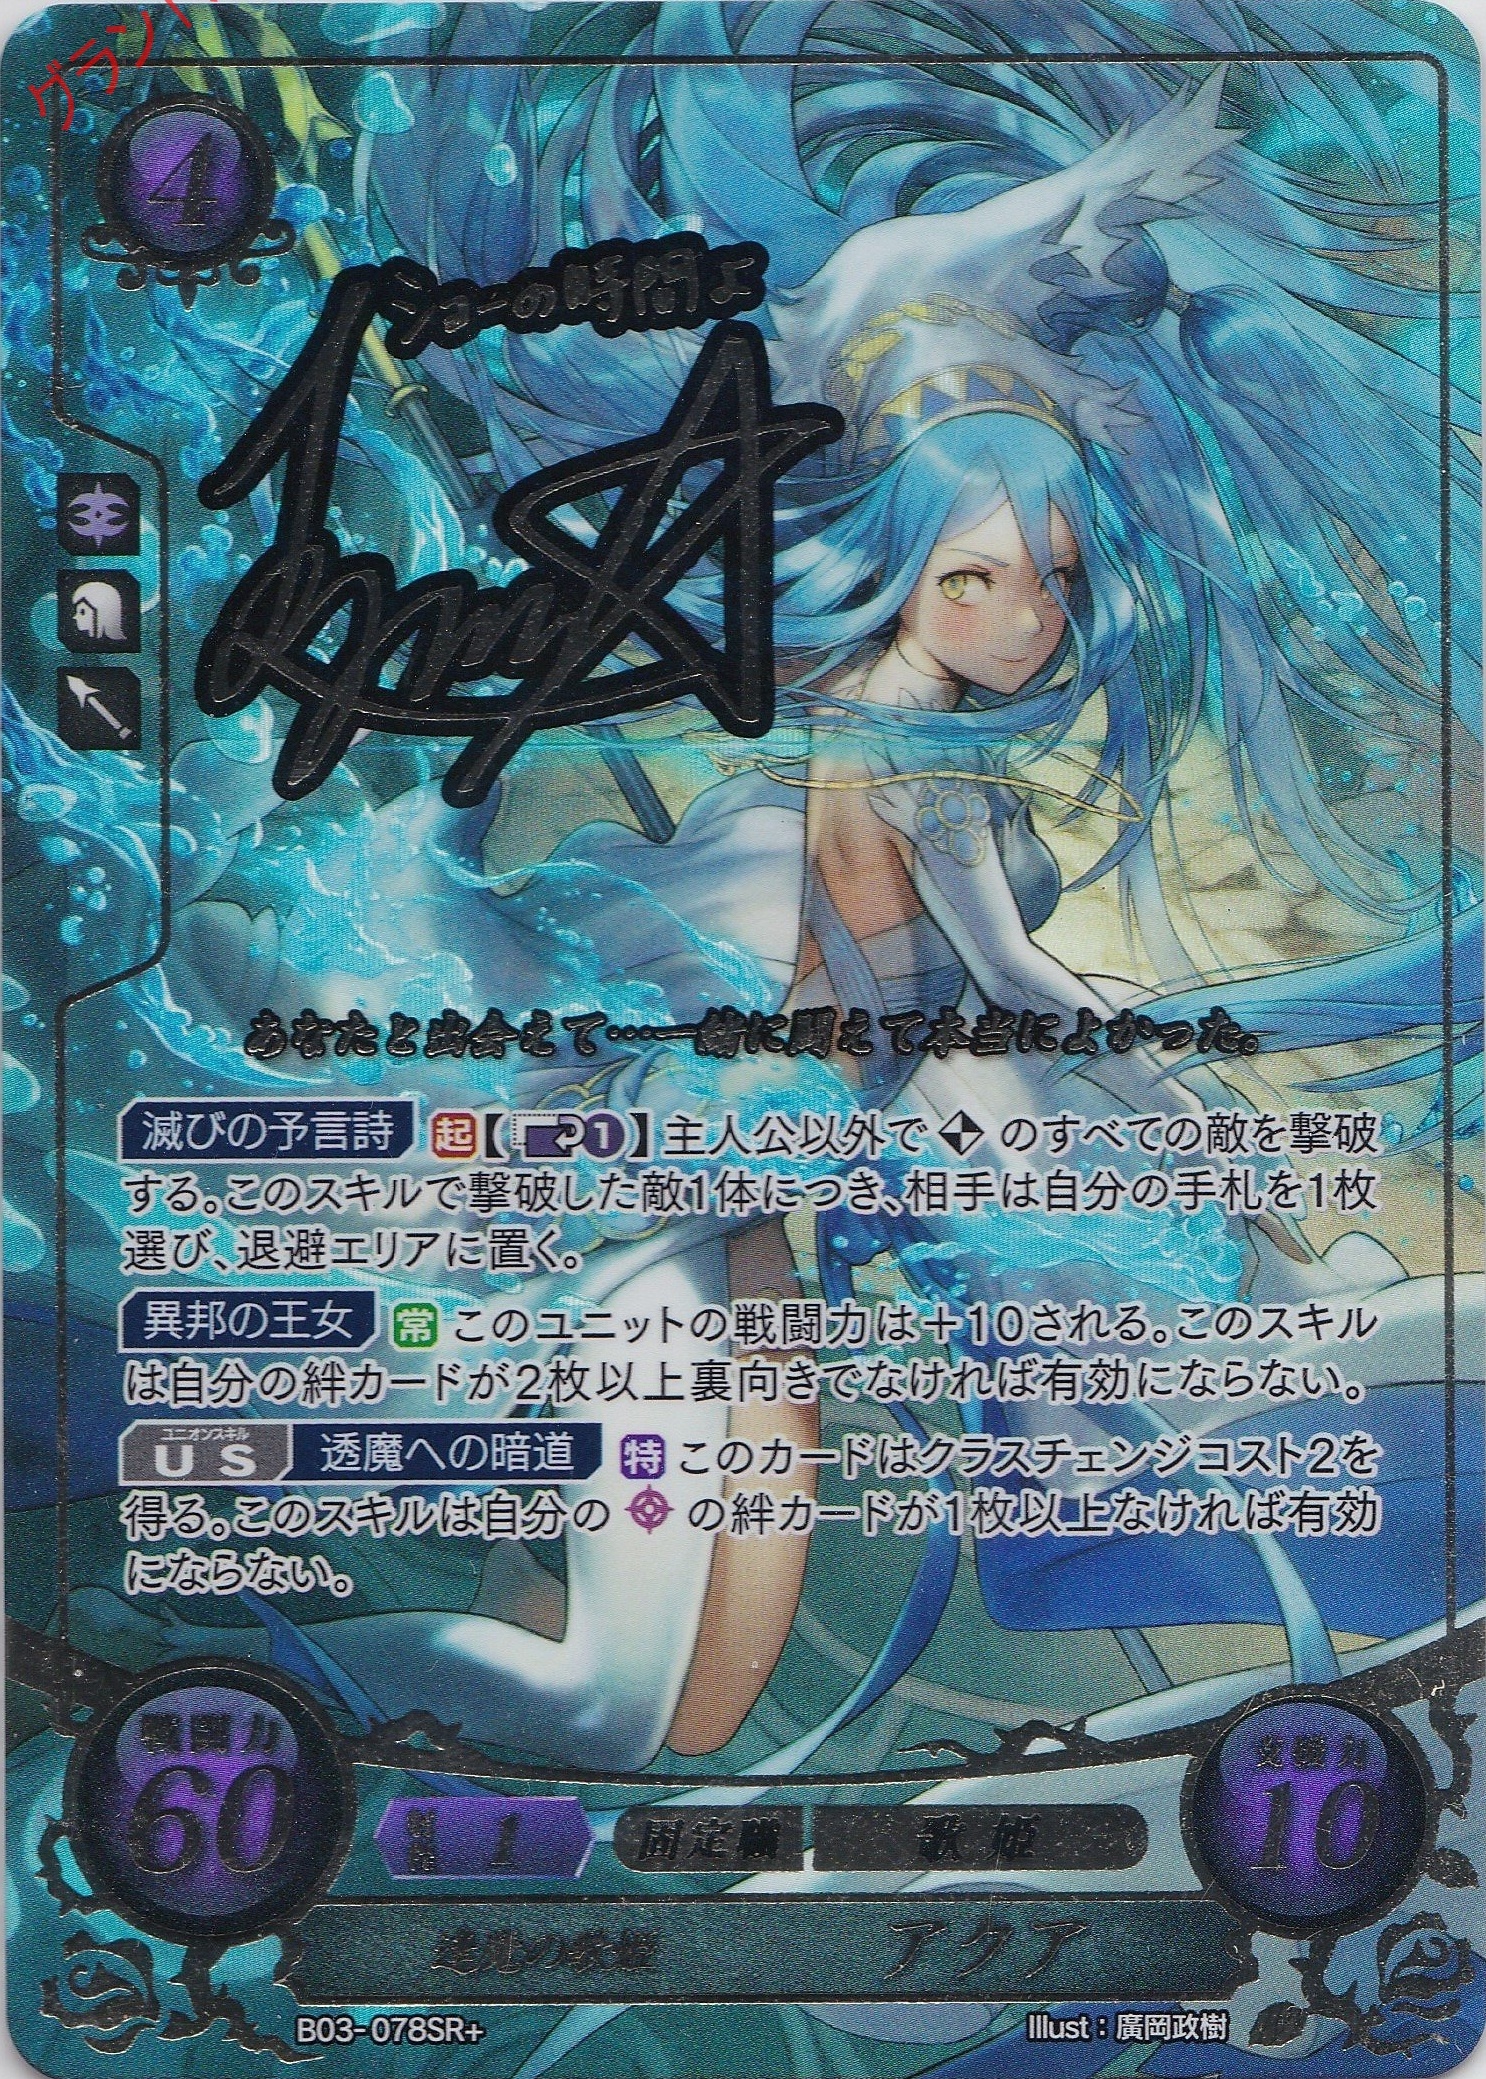 グラント
4
ショーの時間よ
あなたと出会えて…一緒に闘えて本当によかった。
滅びの予言詩 起【 1】主人公以外で のすべての敵を撃破
する。このスキルで撃破した敵1体につき、相手は自分の手札を1枚
選び、退避エリアに置く。
異邦の王女 常 このユニットの戦闘力は+10される。このスキル
は自分の絆カードが2枚以上裏向きでなければ有効にならない。
ユニオンスキル
US 透魔への暗道 特 このカードはクラスチェンジコスト2を
得る。このスキルは自分の の絆カードが1枚以上なければ有効
にならない。
戦闘力
60
射程 1
固定職 歌姫
支援力
10
透魔の歌姫 アクア
B03-078SR+
Illust:廣岡政樹